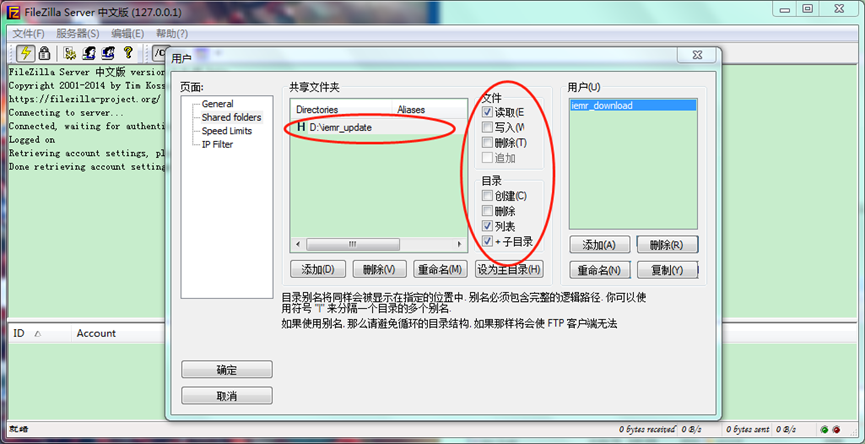 FileZilla Server 中文版 (127.0.0.1)
文件(F) 服务器(S) 编辑(E) 帮助(?)
/C
FileZilla Server 中文版 version
Copyright 2001-2014 by Tim Koss
https://filezilla-project.org/
Connecting to server...
Connected, waiting for authenti
Logged on
Retrieving account settings, pl
Done retrieving account setting
用户
页面:
General
Shared folders
Speed Limits
IP Filter
共享文件夹
Directories Aliases
H D:\iemr_update
文件
读取(E
写入(W
删除(T)
追加
目录
创建(C)
删除
列表
+ 子目录
用户(U)
iemr_download
添加(A) 删除(R)
重命名(N) 复制(Y)
添加(D) 删除(V) 重命名(M) 设为主目录(H)
目录别名将同样会被显示在指定的位置中. 别名必须包含完整的逻辑路径. 你可以使
用符号 "|" 来分隔一个目录的多个别名.
如果使用别名, 那么请避免循环的目录结构, 如果那样将会使 FTP 客户端无法
确定
取消
ID Account
就绪 0 bytes received 0 B/s 0 bytes sent 0 B/s